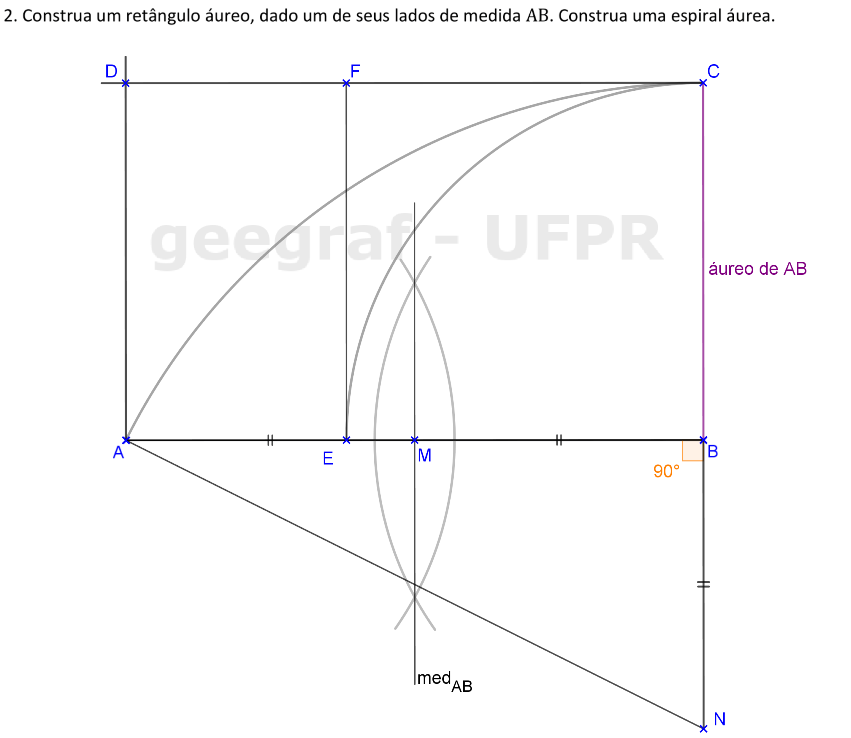 2. Construa um retângulo áureo, dado um de seus lados de medida AB. Construa uma espiral áurea.
D
F
C
geegraf - UFPR
áureo de AB
A
E
M
B
90°
med AB
N